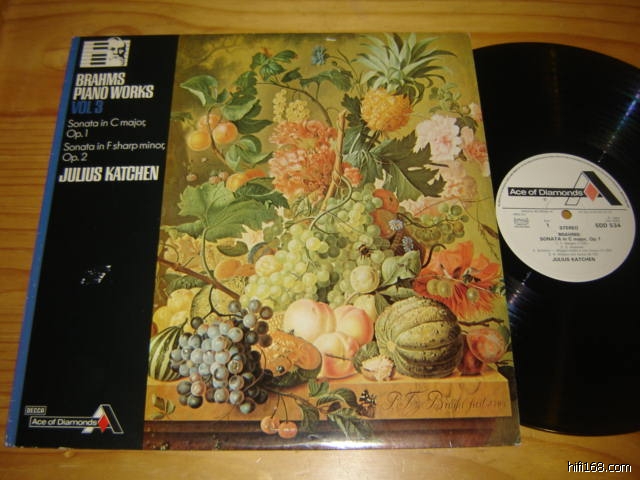 BRAHMS
PIANO WORKS
VOL 3
Sonata in C major,
Op.1
Sonata in F sharp minor,
Op.2
JULIUS KATCHEN
DECCA
Ace of Diamonds
Ace of Diamonds
1
STEREO
SDD 534
BRAHMS:
SONATA in C major, Op. 1
JULIUS KATCHEN
hifi168.com